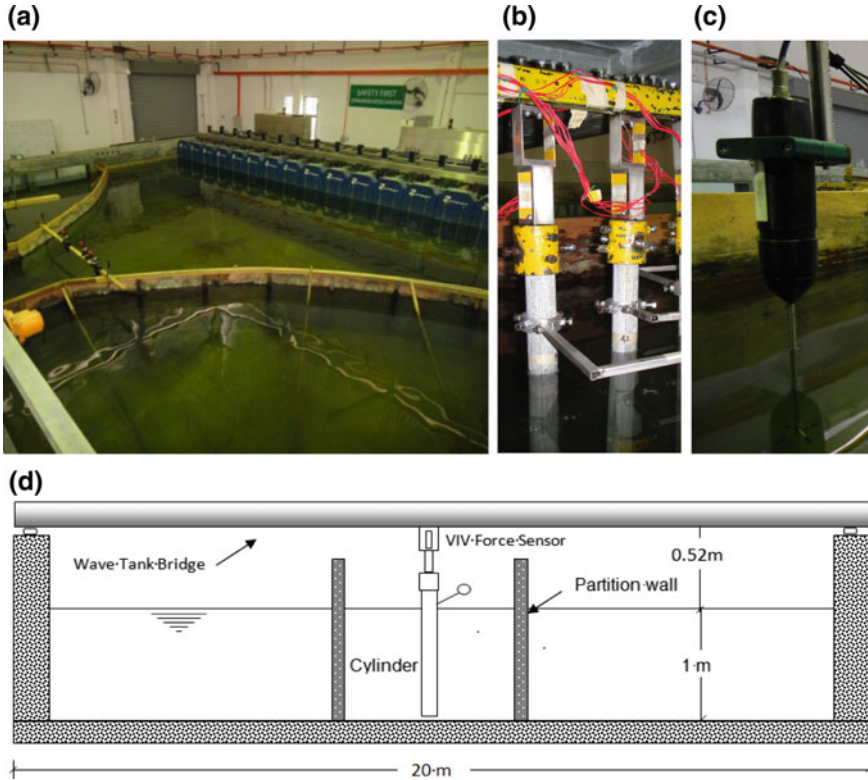 (a)
(b)
(c)
SAFETY FIRST
(d)
Wave·Tank·Bridge
VIV·Force·Sensor
0.52m
Partition wall
Cylinder
1·m
20·m